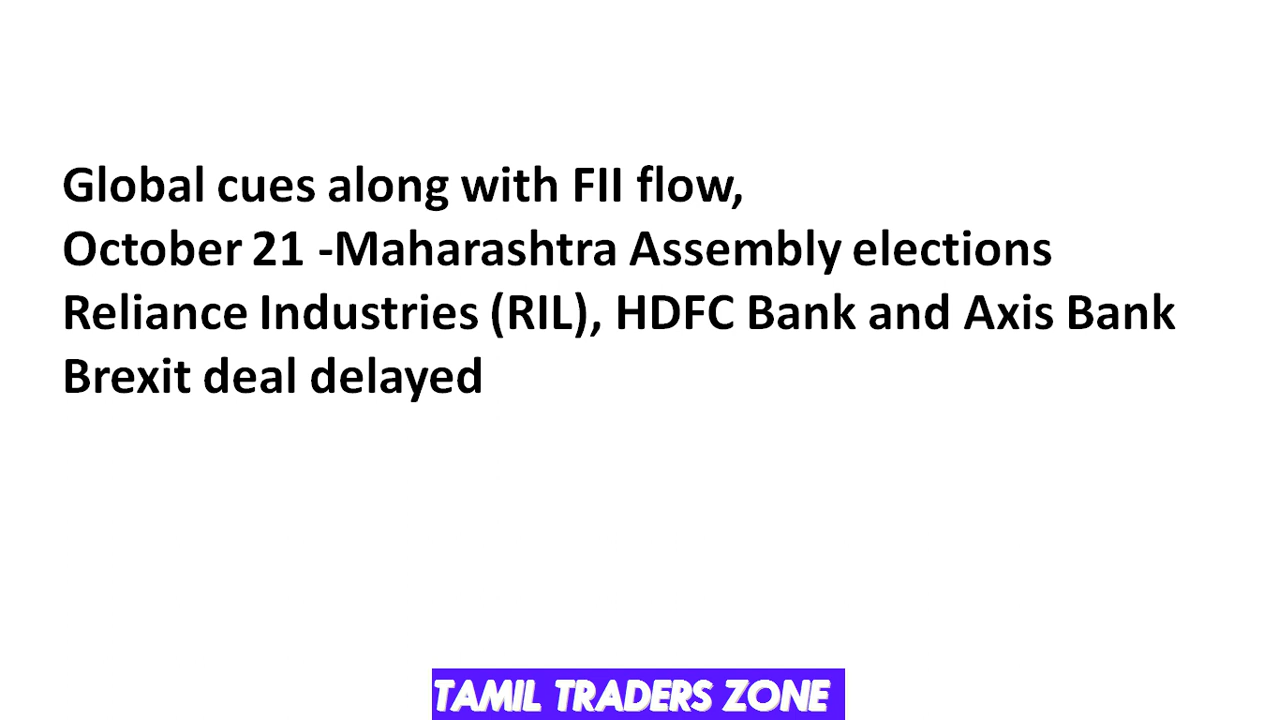 Global cues along with FII flow,
October 21 -Maharashtra Assembly elections
Reliance Industries (RIL), HDFC Bank and Axis Bank
Brexit deal delayed
TAMIL TRADERS ZONE